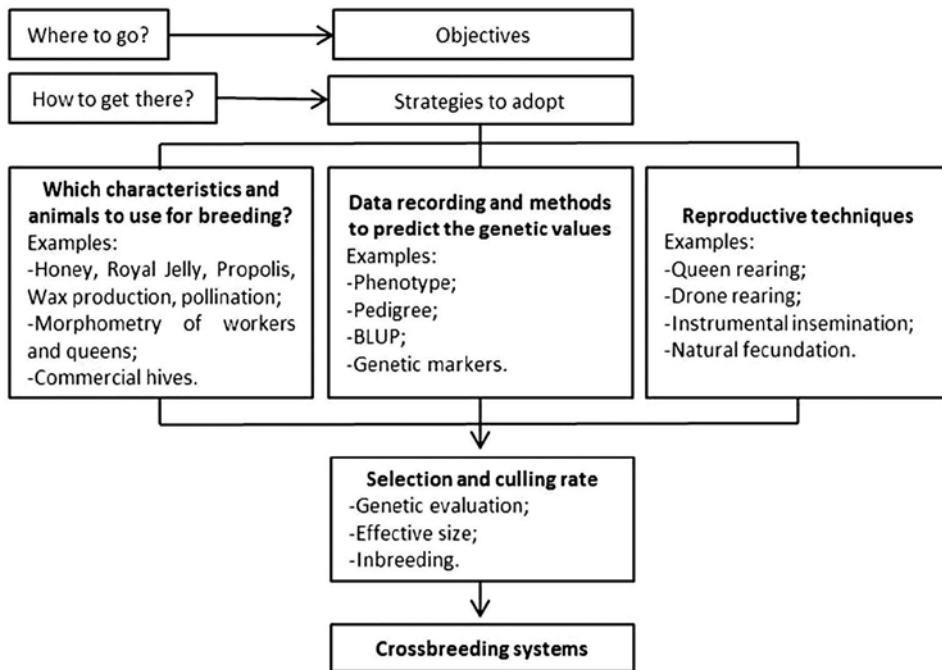 Where to go?
Objectives
How to get there?
Strategies to adopt
Which characteristics and
animals to use for breeding?
Examples:
-Honey, Royal Jelly, Propolis,
Wax production, pollination;
-Morphometry of workers
and queens;
-Commercial hives.
Data recording and methods
to predict the genetic values
Examples:
-Phenotype;
-Pedigree;
-BLUP;
-Genetic markers.
Reproductive techniques
Examples:
-Queen rearing;
-Drone rearing;
-Instrumental insemination;
-Natural fecundation.
Selection and culling rate
-Genetic evaluation;
-Effective size;
-Inbreeding.
Crossbreeding systems